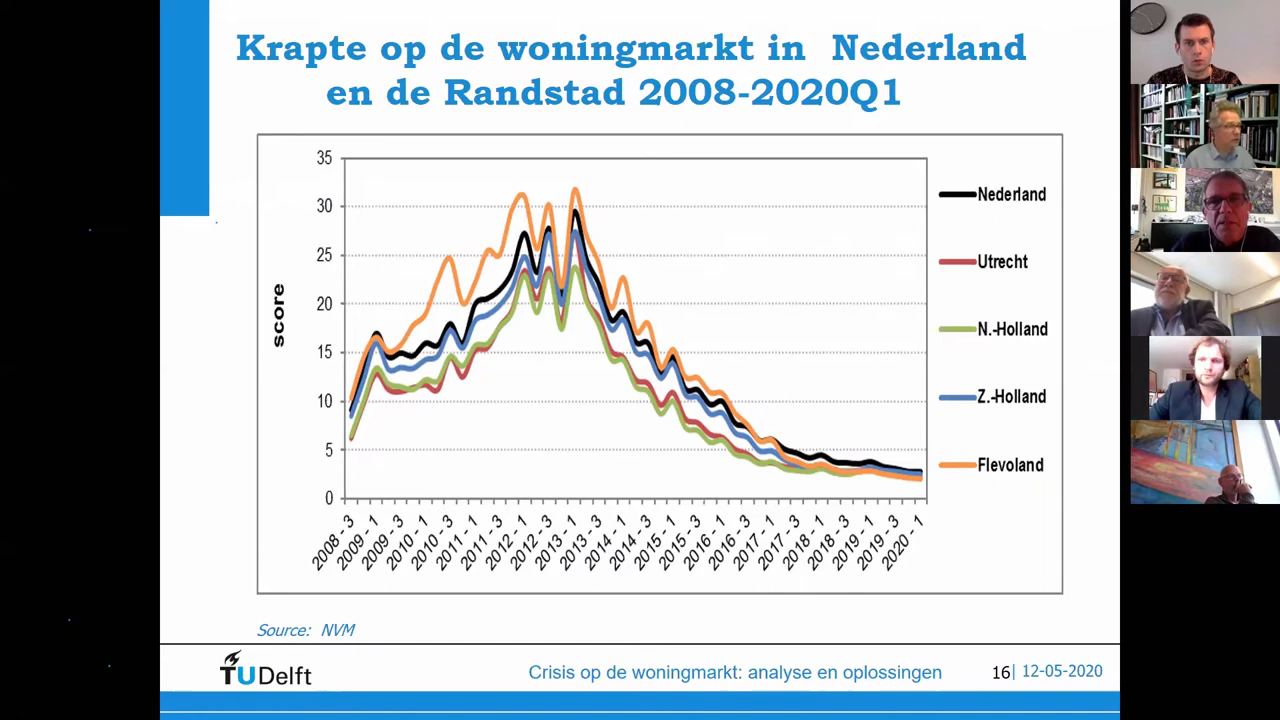 Krapte op de woningmarkt in Nederland
en de Randstad 2008-2020Q1
35
30
25
20
15
10
5
0
score
2008 - 3
2009 - 1
2009 - 3
2010 - 1
2010 - 3
2011 - 1
2011 - 3
2012 - 1
2012 - 3
2013 - 1
2013 - 3
2014 - 1
2014 - 3
2015 - 1
2015 - 3
2016 - 1
2016 - 3
2017 - 1
2017 - 3
2018 - 1
2018 - 3
2019 - 1
2019 - 3
2020 - 1
Nederland
Utrecht
N.-Holland
Z.-Holland
Flevoland
Source: NVM
TUDelft
Crisis op de woningmarkt: analyse en oplossingen
16| 12-05-2020